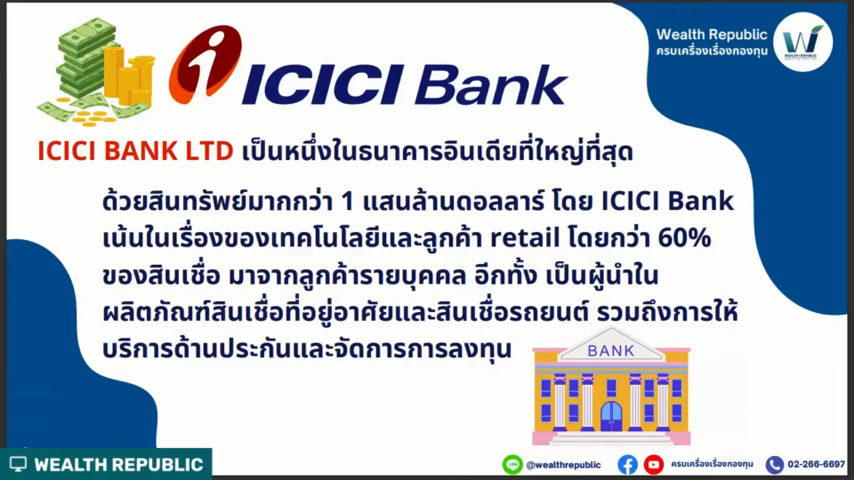 Wealth Republic
ครบเครื่องเรื่องกองทุน
W
WEALTH REPUBLIC
i ICICI Bank
ICICI BANK LTD เป็นหนึ่งในธนาคารอินเดียที่ใหญ่ที่สุด
ด้วยสินทรัพย์มากกว่า 1 แสนล้านดอลลาร์ โดย ICICI Bank
เน้นในเรื่องของเทคโนโลยีและลูกค้า retail โดยกว่า 60%
ของสินเชื่อ มาจากลูกค้ารายบุคคล อีกทั้ง เป็นผู้นำใน
ผลิตภัณฑ์สินเชื่อที่อยู่อาศัยและสินเชื่อรถยนต์ รวมถึงการให้
บริการด้านประกันและจัดการการลงทุน
BANK
WEALTH REPUBLIC
LINE @wealthrepublic ครบเครื่องเรื่องกองทุน 02-266-6697